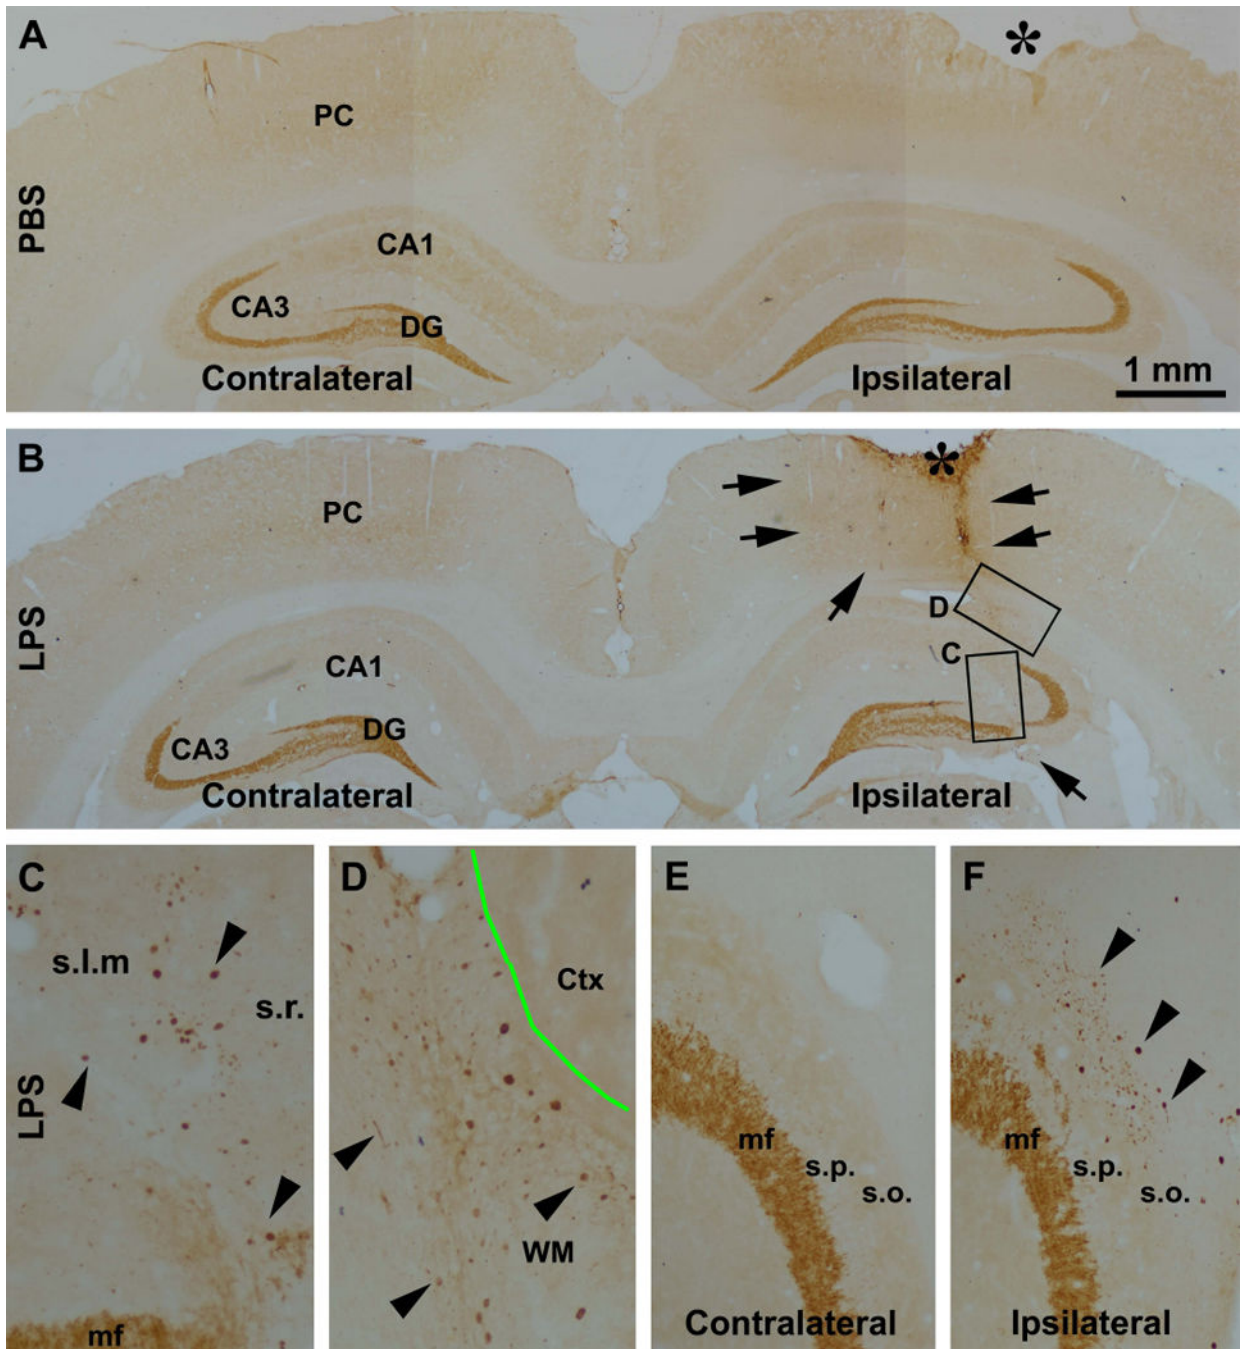 A
*
PC
PBS
CA1
CA3
DG
Contralateral
Ipsilateral
1 mm
B
*
PC
LPS
D
C
CA1
CA3
DG
Contralateral
Ipsilateral
C
s.l.m
s.r.
LPS
mf
D
Ctx
WM
E
mf
s.p.
s.o.
Contralateral
F
mf
s.p.
s.o.
Ipsilateral